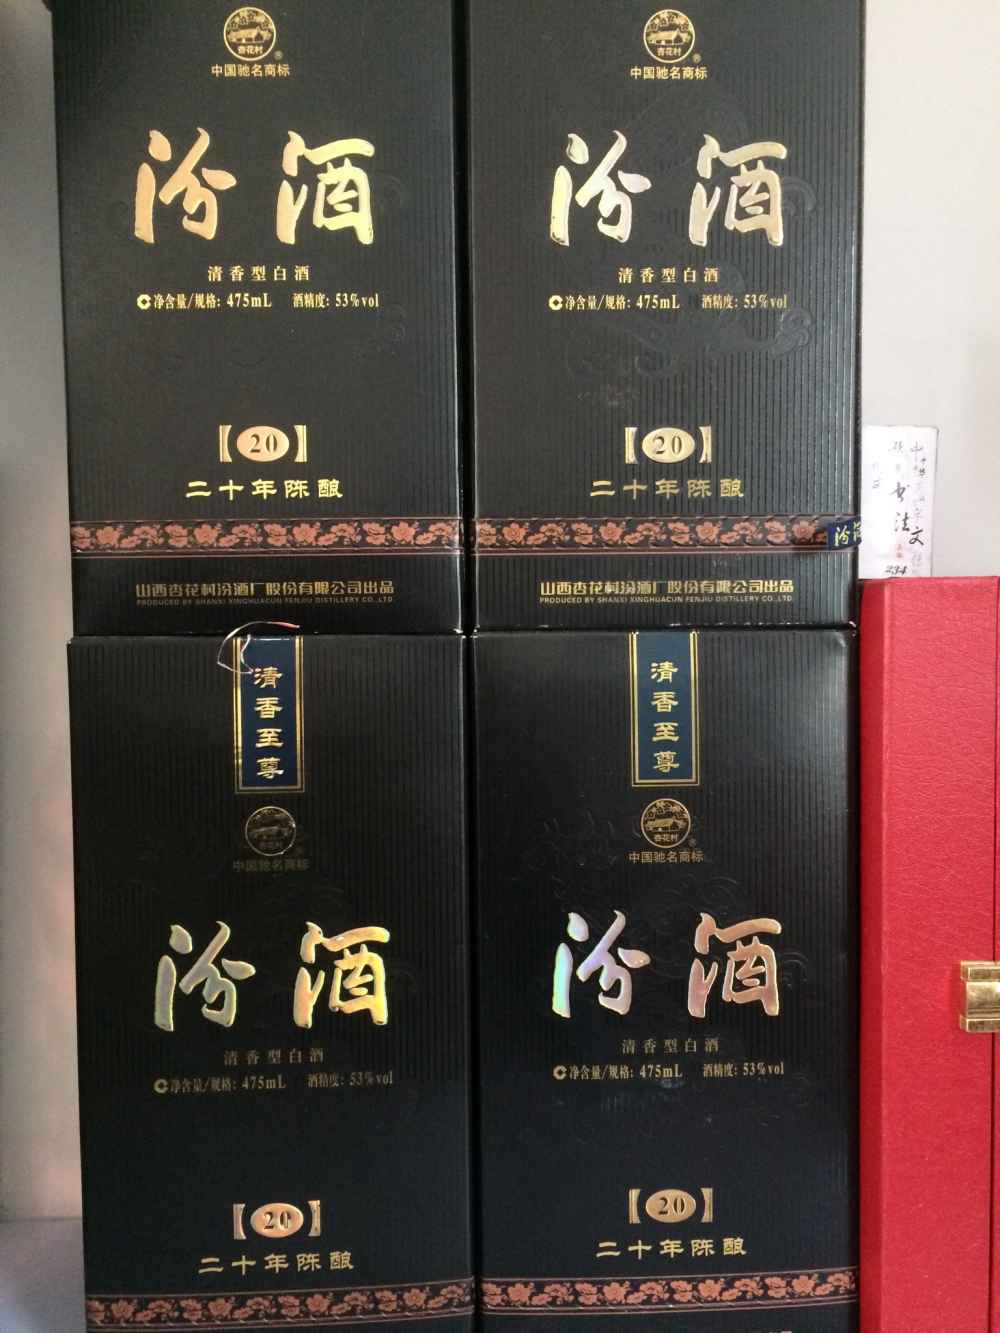 杏花村
®
中国驰名商标
汾酒
清香型白酒
净含量/规格: 475mL 酒精度: 53%vol
【20】
二十年陈酿
山西杏花村汾酒厂股份有限公司出品
PRODUCED BY SHANXI XINGHUACUN FENJIU DISTILLERY CO.,LTD.
杏花村
®
中国驰名商标
汾酒
清香型白酒
净含量/规格: 475mL 酒精度: 53%vol
【20】
二十年陈酿
汾酒
山西杏花村汾酒厂股份有限公司出品
PRODUCED BY SHANXI XINGHUACUN FENJIU DISTILLERY CO.,LTD.
书法
234
清香至尊
杏花村
中国驰名商标
汾酒
清香型白酒
净含量/规格: 475mL 酒精度: 53%vol
【20】
二十年陈酿
清香至尊
杏花村
®
中国驰名商标
汾酒
清香型白酒
净含量/规格: 475mL 酒精度: 53%vol
【20】
二十年陈酿